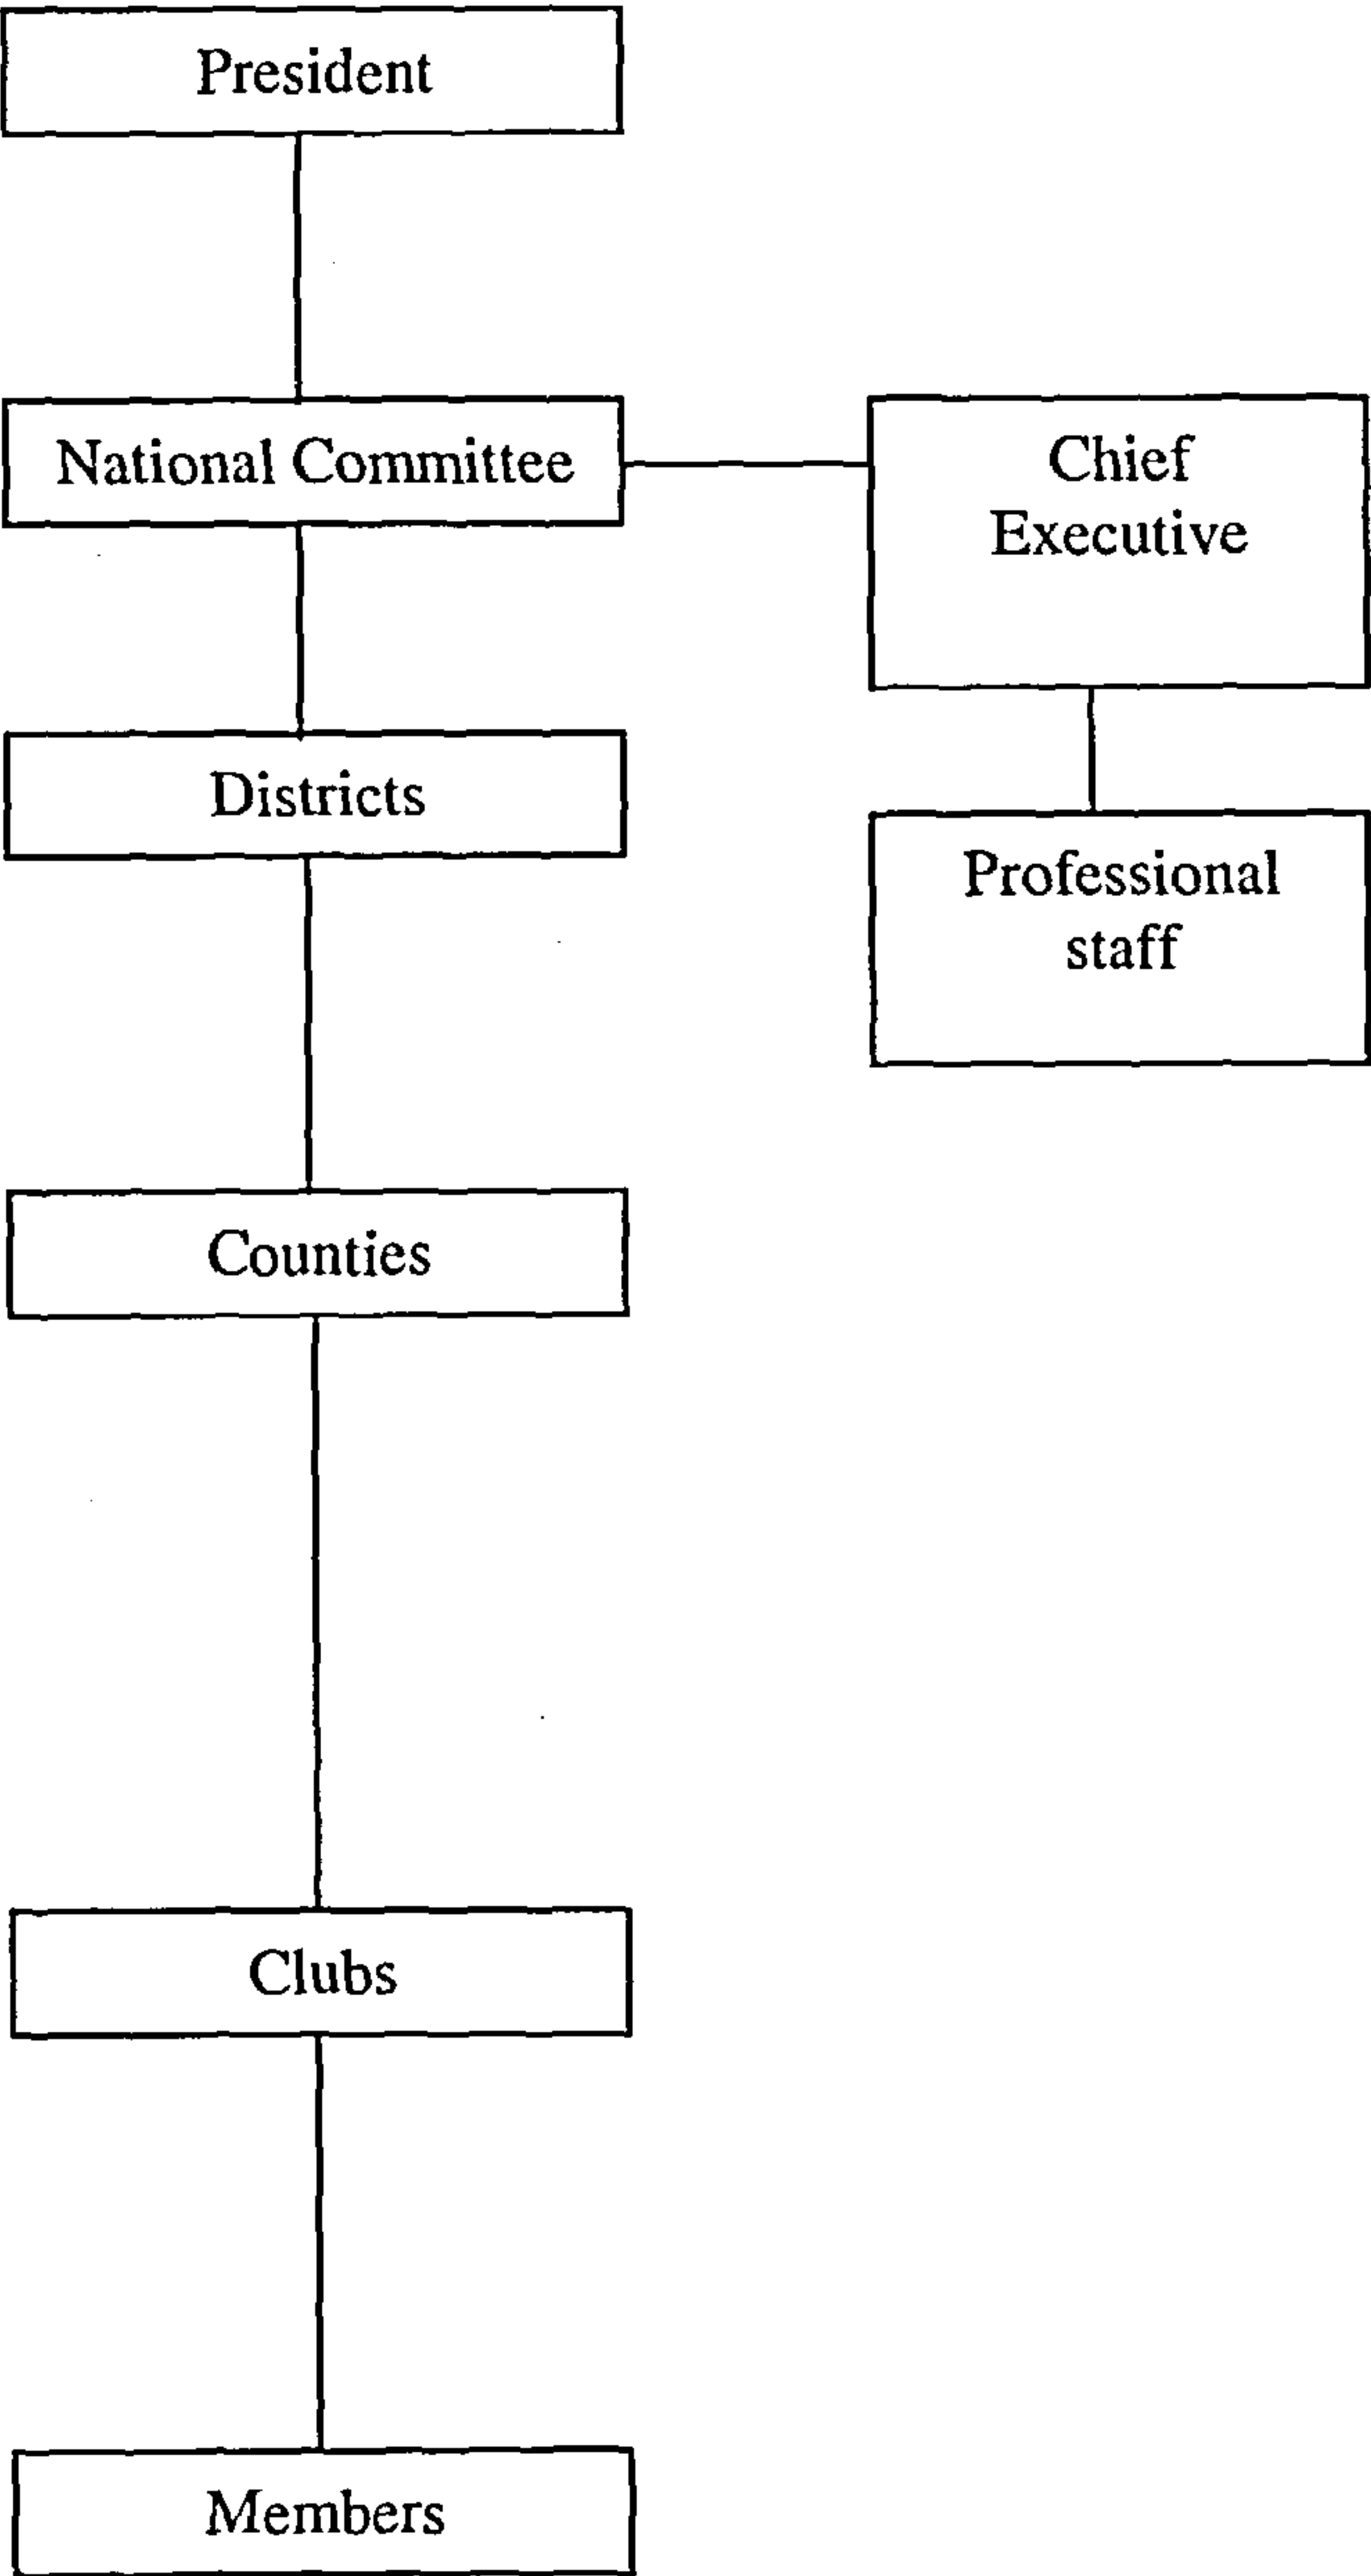 President
National Committee
Chief
Executive
Districts
Professional
staff
Counties
Clubs
Members